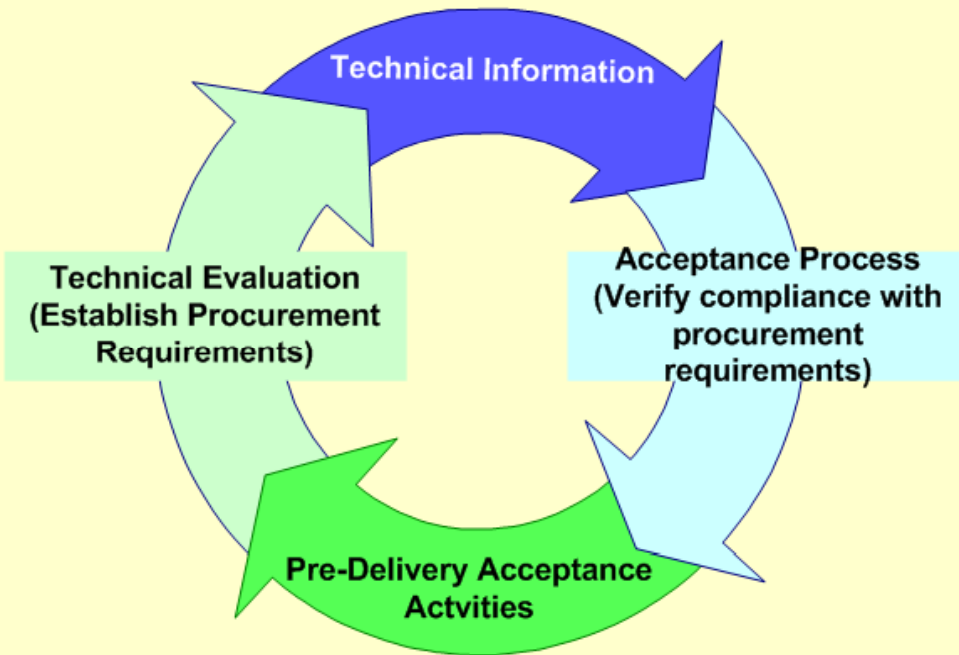 Technical Information
Technical Evaluation
(Establish Procurement
Requirements)
Acceptance Process
(Verify compliance with
procurement
requirements)
Pre-Delivery Acceptance
Actvities